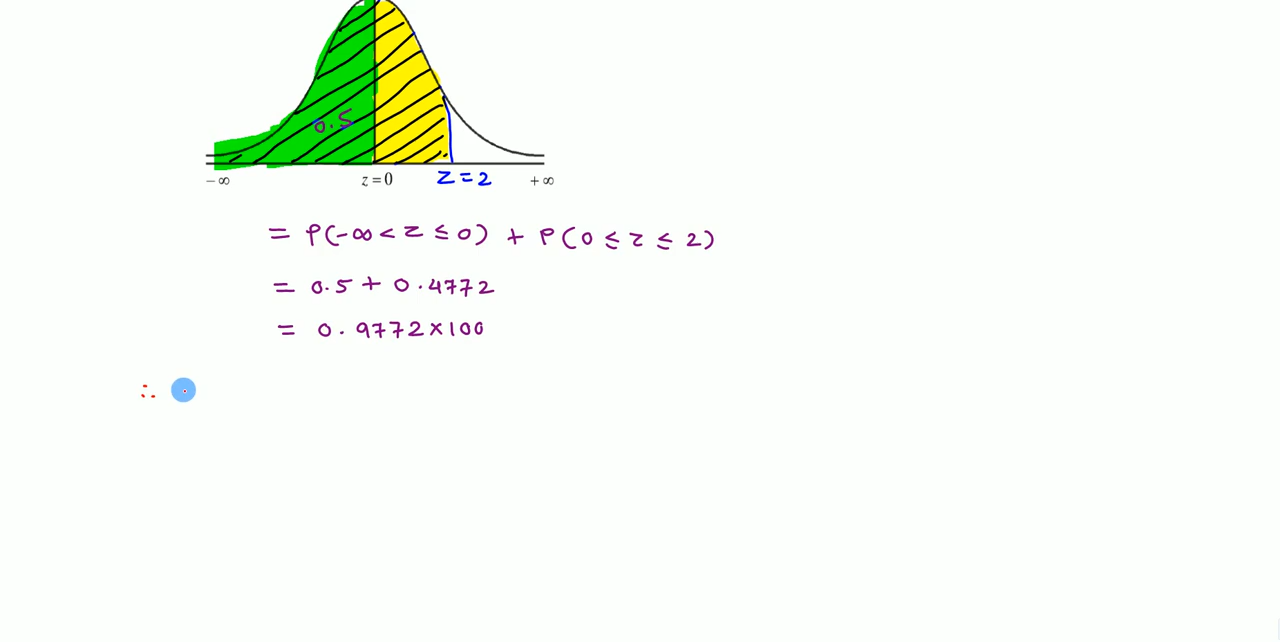 0.5
-∞ z = 0 z = 2 +∞
= P(-∞ < z ≤ 0) + P(0 ≤ z ≤ 2)
= 0.5 + 0.4772
= 0.9772 × 100
∴